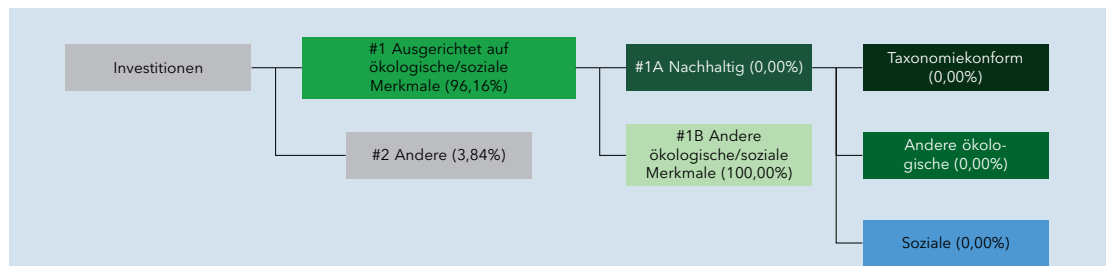 Investitionen
#1 Ausgerichtet auf
ökologische/soziale
Merkmale (96,16%)
#2 Andere (3,84%)
#1A Nachhaltig (0,00%)
#1B Andere
ökologische/soziale
Merkmale (100,00%)
Taxonomiekonform
(0,00%)
Andere ökolo-
gische (0,00%)
Soziale (0,00%)